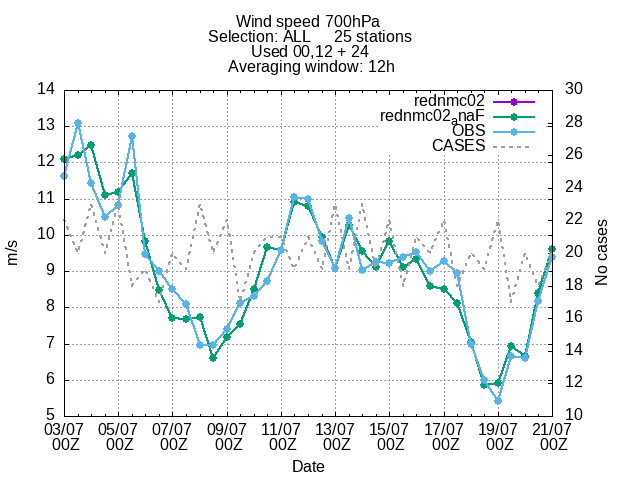 Wind speed 700hPa
Selection: ALL 25 stations
Used 00,12 + 24
Averaging window: 12h
14
13
12
11
10
9
8
7
6
5
m/s
30
28
26
24
22
20
18
16
14
12
10
No cases
rednmc02
rednmc02anaF
OBS
CASES
03/07 05/07 07/07 09/07 11/07 13/07 15/07 17/07 19/07 21/07
00Z 00Z 00Z 00Z 00Z 00Z 00Z 00Z 00Z 00Z
Date